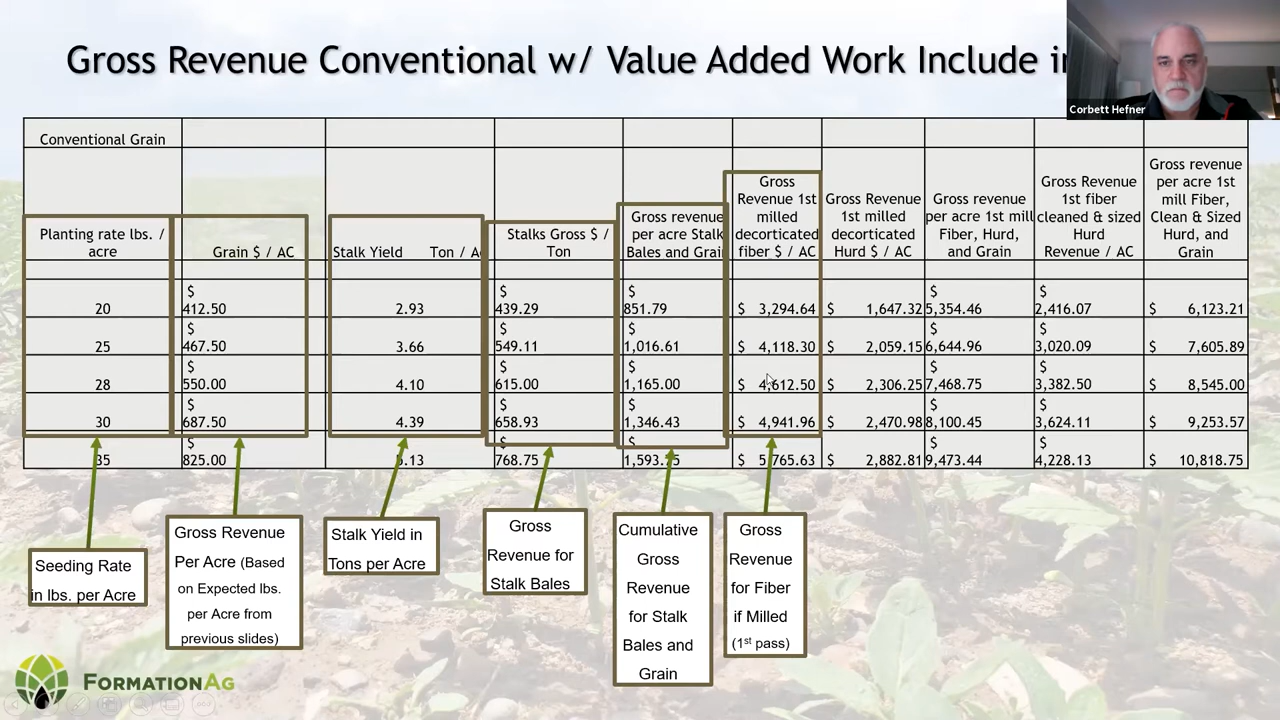 Gross Revenue Conventional w/ Value Added Work Include
Corbett Hefner
Conventional Grain
Planting rate lbs. / acre
Grain $ / AC
Stalk Yield Ton /
Stalks Gross $ / Ton
Gross revenue per acre Stalk Bales and Grain
Gross Revenue 1st milled decorticated fiber $ / AC
Gross Revenue 1st milled decorticated Hurd $ / AC
Gross revenue per acre 1st mill Fiber, Hurd, and Grain
Gross Revenue 1st fiber cleaned & sized Hurd Revenue / AC
Gross revenue per acre 1st mill Fiber, Clean & Sized Hurd, and Grain
20 $ 412.50 2.93 $ 439.29 $ 851.79 $ 3,294.64 $ 1,647.32 $ 5,354.46 $ 2,416.07 $ 6,123.21
25 $ 467.50 3.66 $ 549.11 $ 1,016.61 $ 4,118.30 $ 2,059.15 $ 6,644.96 $ 3,020.09 $ 7,605.89
28 $ 550.00 4.10 $ 615.00 $ 1,165.00 $ 4,612.50 $ 2,306.25 $ 7,468.75 $ 3,382.50 $ 8,545.00
30 $ 687.50 4.39 $ 658.93 $ 1,346.43 $ 4,941.96 $ 2,470.98 $ 8,100.45 $ 3,624.11 $ 9,253.57
35 $ 825.00 5.13 $ 768.75 $ 1,593.75 $ 5,765.63 $ 2,882.81 $ 9,473.44 $ 4,228.13 $ 10,818.75
Seeding Rate
in lbs. per Acre
Gross Revenue
Per Acre (Based
on Expected lbs.
per Acre from
previous slides)
Stalk Yield in
Tons per Acre
Gross
Revenue for
Stalk Bales
Cumulative
Gross
Revenue
for Stalk
Bales and
Grain
Gross
Revenue
for Fiber
if Milled
(1st pass)
FORMATIONAG